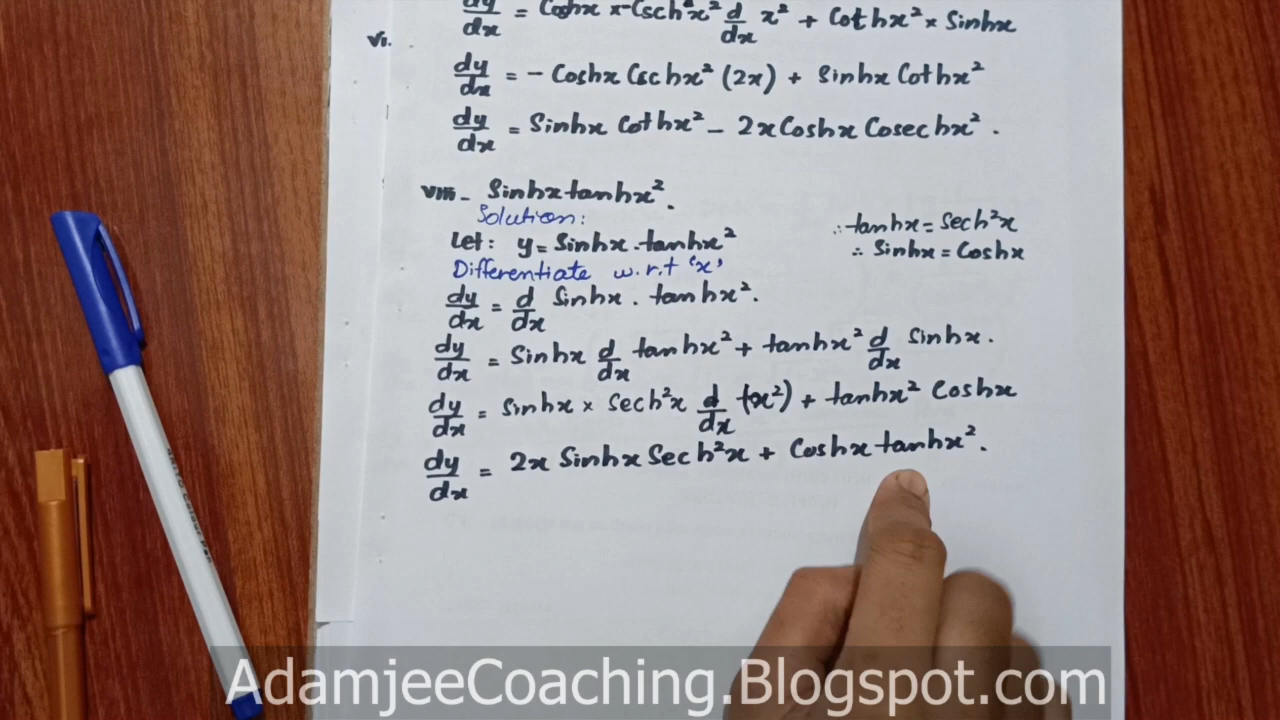 dy/dx = Coshx × -Csch²x² d/dx x² + Cothx² × Sinhx
vi.
dy/dx = - Coshx Cschx² (2x) + Sinhx Cothx²
dy/dx = Sinhx Cothx² - 2x Coshx Cosechx².
viii - Sinhx tanhx².
Solution:
Let: y = Sinhx . tanhx²
∴ tanhx = Sech²x
∴ Sinhx = Coshx
Differentiate w.r.t 'x'
dy/dx = d/dx Sinhx . tanhx².
dy/dx = Sinhx d/dx tanhx² + tanhx² d/dx Sinhx.
dy/dx = Sinhx × Sech²x d/dx (x²) + tanhx² Coshx
dy/dx = 2x Sinhx Sech²x + Coshx tanhx².
AdamjeeCoaching.Blogspot.com